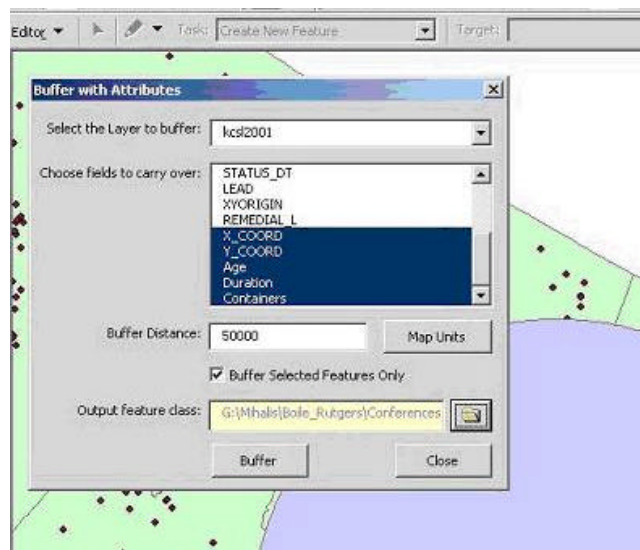 Editor Task: Create New Feature Target:
Buffer with Attributes
Select the Layer to buffer: kcsl2001
Choose fields to carry over:
STATUS_DT
LEAD
XYORIGIN
REMEDIAL_L
X_COORD
Y_COORD
Age
Duration
Containers
Buffer Distance: 50000 Map Units
Buffer Selected Features Only
Output feature class: G:\Mihalis\Boile_Rutgers\Conferences
Buffer Close